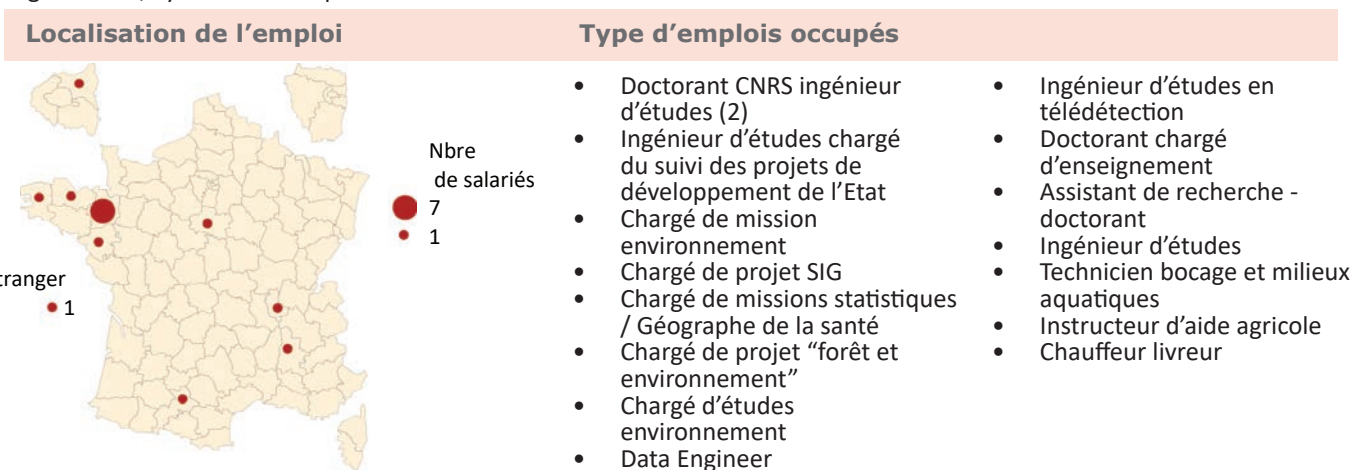 Localisation de l’emploi
Type d’emplois occupés
Nbre
de salariés
7
1
tranger
1
• Doctorant CNRS ingénieur
d’études (2)
• Ingénieur d’études chargé
du suivi des projets de
développement de l’Etat
• Chargé de mission
environnement
• Chargé de projet SIG
• Chargé de missions statistiques
/ Géographe de la santé
• Chargé de projet “forêt et
environnement”
• Chargé d’études
environnement
• Data Engineer
• Ingénieur d’études en
télédétection
• Doctorant chargé
d’enseignement
• Assistant de recherche -
doctorant
• Ingénieur d’études
• Technicien bocage et milieux
aquatiques
• Instructeur d’aide agricole
• Chauffeur livreur